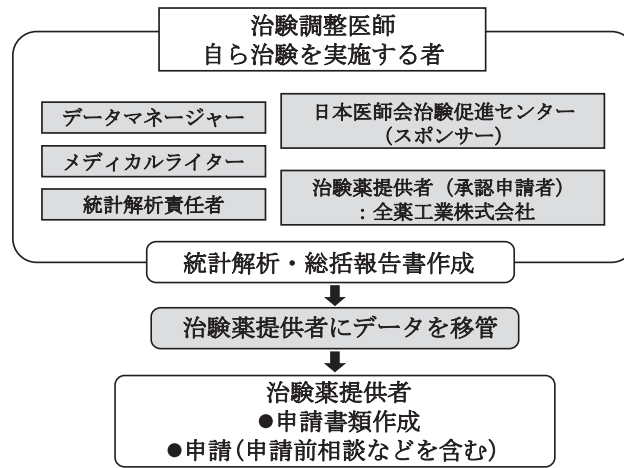 治験調整医師
自ら治験を実施する者
データマネージャー
メディカルライター
統計解析責任者
日本医師会治験促進センター
（スポンサー）
治験薬提供者（承認申請者）
：全薬工業株式会社
統計解析・総括報告書作成
治験薬提供者にデータを移管
治験薬提供者
●申請書類作成
●申請（申請前相談などを含む）